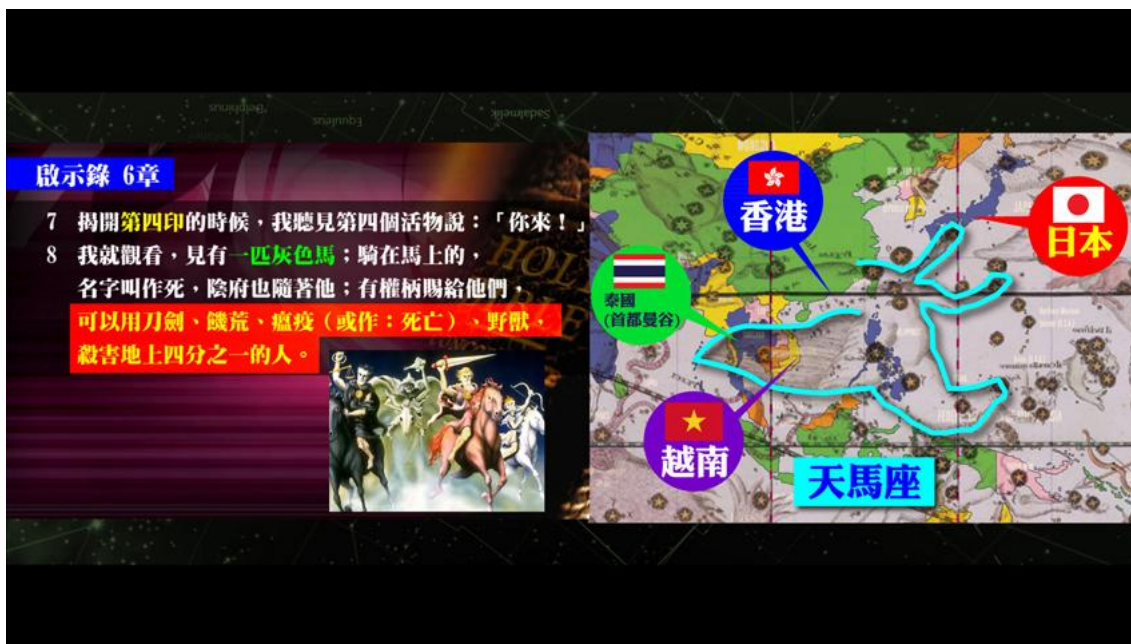 Delphinus
Equuleus
Sadalmelik
啟示錄 6章
7 揭開第四印的時候，我聽見第四個活物說：「你來！」
8 我就觀看，見有一匹灰色馬；騎在馬上的，
名字叫作死，陰府也隨著他；有權柄賜給他們，
可以用刀劍、饑荒、瘟疫（或作：死亡）、野獸，
殺害地上四分之一的人。
HOL
香港
日本
泰國
(首都曼谷)
越南
天馬座